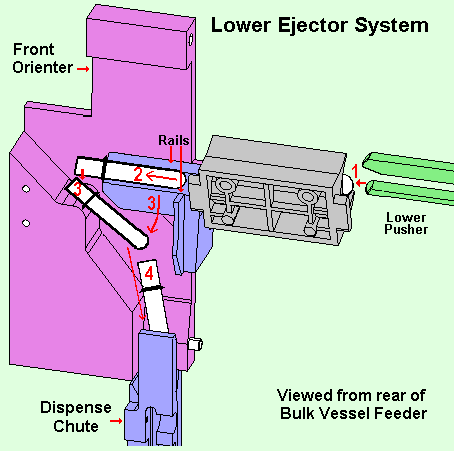 Lower Ejector System
Front
Orienter→
Rails
1
2
3
3
4
Lower
Pusher
Dispense
Chute→
Viewed from rear of
Bulk Vessel Feeder